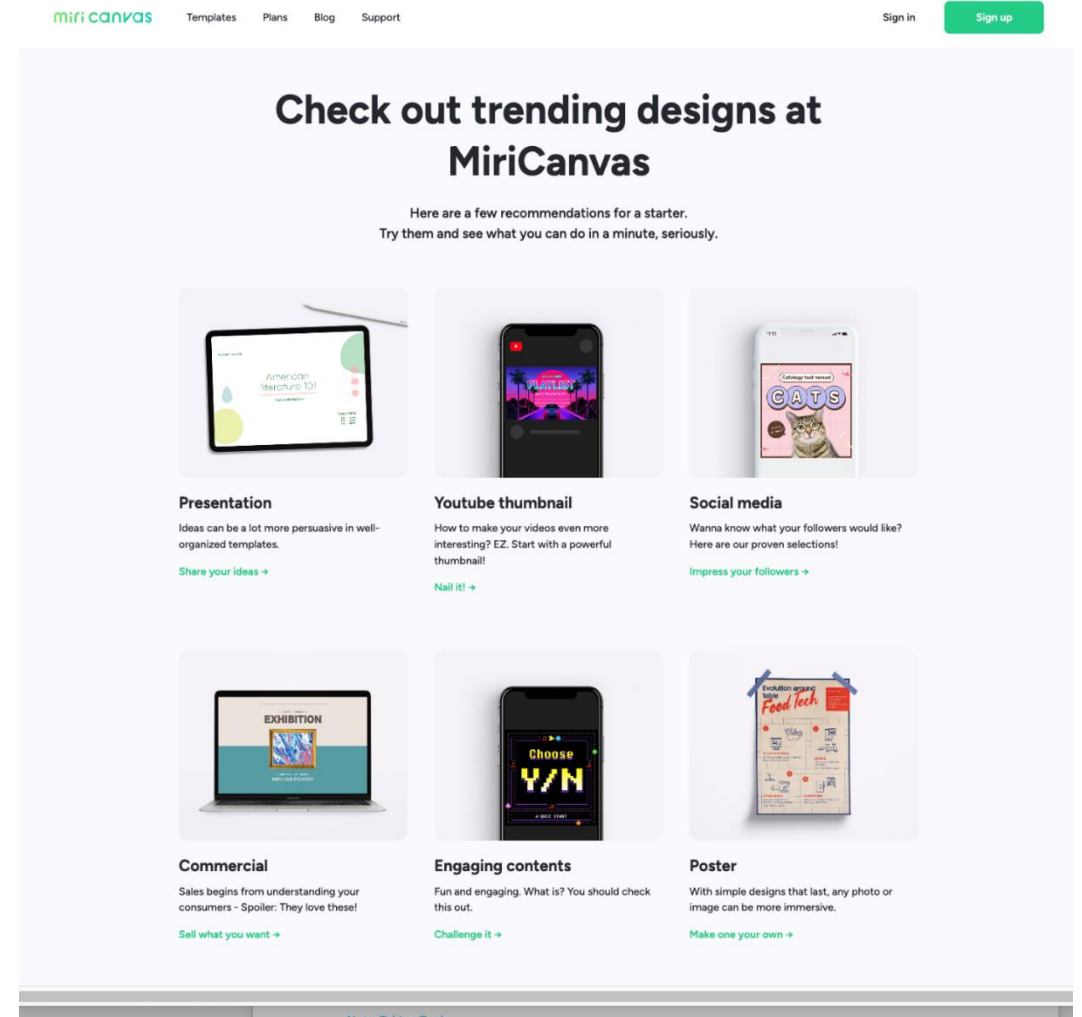 miri canvas
Templates Plans Blog Support
Sign in
Sign up
Check out trending designs at
MiriCanvas
Here are a few recommendations for a starter.
Try them and see what you can do in a minute, seriously.
American
literature 101
PLAYLIST
CATS
Presentation
Ideas can be a lot more persuasive in well-
organized templates.
Share your ideas →
Youtube thumbnail
How to make your videos even more
interesting? EZ. Start with a powerful
thumbnail!
Nail it! →
Social media
Wanna know what your followers would like?
Here are our proven selections!
Impress your followers →
EXHIBITION
Choose
Y/N
Evolution around
table
Food Tech
Commercial
Sales begins from understanding your
consumers - Spoiler: They love these!
Sell what you want →
Engaging contents
Fun and engaging. What is? You should check
this out.
Challenge it →
Poster
With simple designs that last, any photo or
image can be more immersive.
Make one your own →